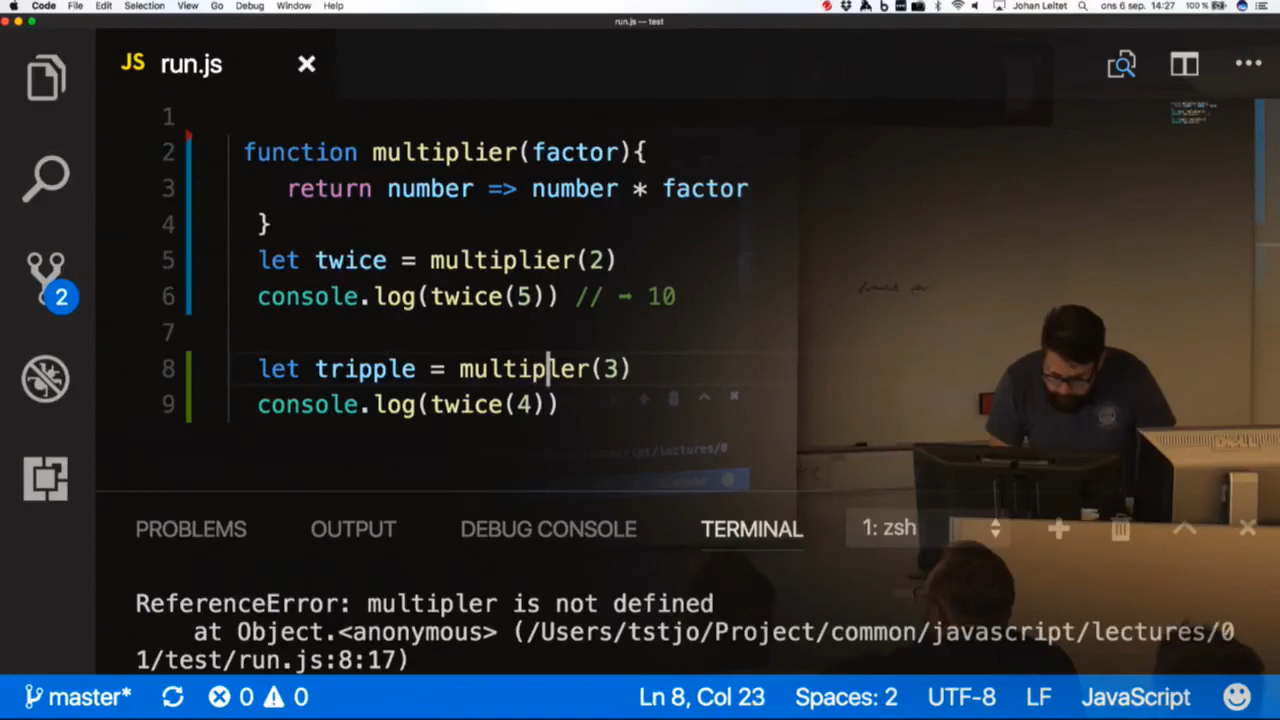 Code File Edit Selection View Go Debug Window Help Johan Leitet ons 6 sep. 14:27 100 %
run.js — test
JS run.js
1
2 function multiplier(factor){
3 return number => number * factor
4 }
5 let twice = multiplier(2)
6 console.log(twice(5)) // → 10
7
8 let tripple = multipler(3)
9 console.log(twice(4))
2
script/lectures/0
DELL
PROBLEMS OUTPUT DEBUG CONSOLE TERMINAL 1: zsh
ReferenceError: multipler is not defined
at Object.<anonymous> (/Users/tstjo/Project/common/javascript/lectures/0
1/test/run.js:8:17)
master* 0 0 Ln 8, Col 23 Spaces: 2 UTF-8 LF JavaScript